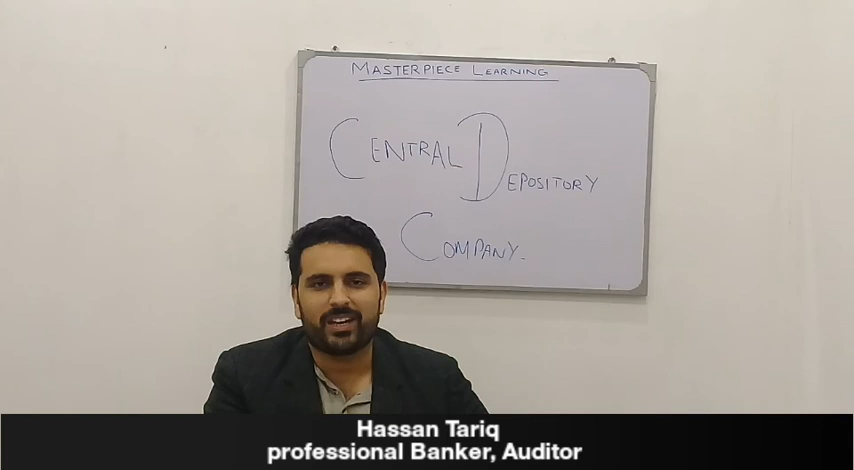 MASTERPIECE LEARNING
CENTRAL DEPOSITORY
COMPANY.
Hassan Tariq
professional Banker, Auditor